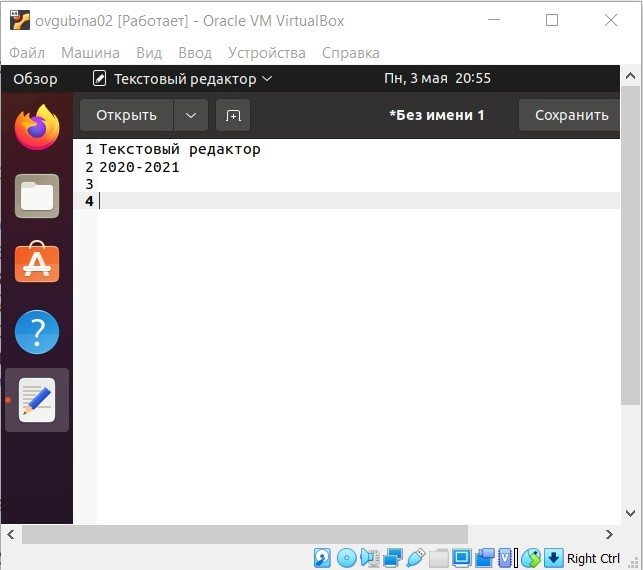 ovgubina02 [Работает] - Oracle VM VirtualBox
Файл Машина Вид Ввод Устройства Справка
Обзор Текстовый редактор Пн, 3 мая 20:55
Открыть *Без имени 1 Сохранить
1 Текстовый редактор
2 2020-2021
3
4
Right Ctrl